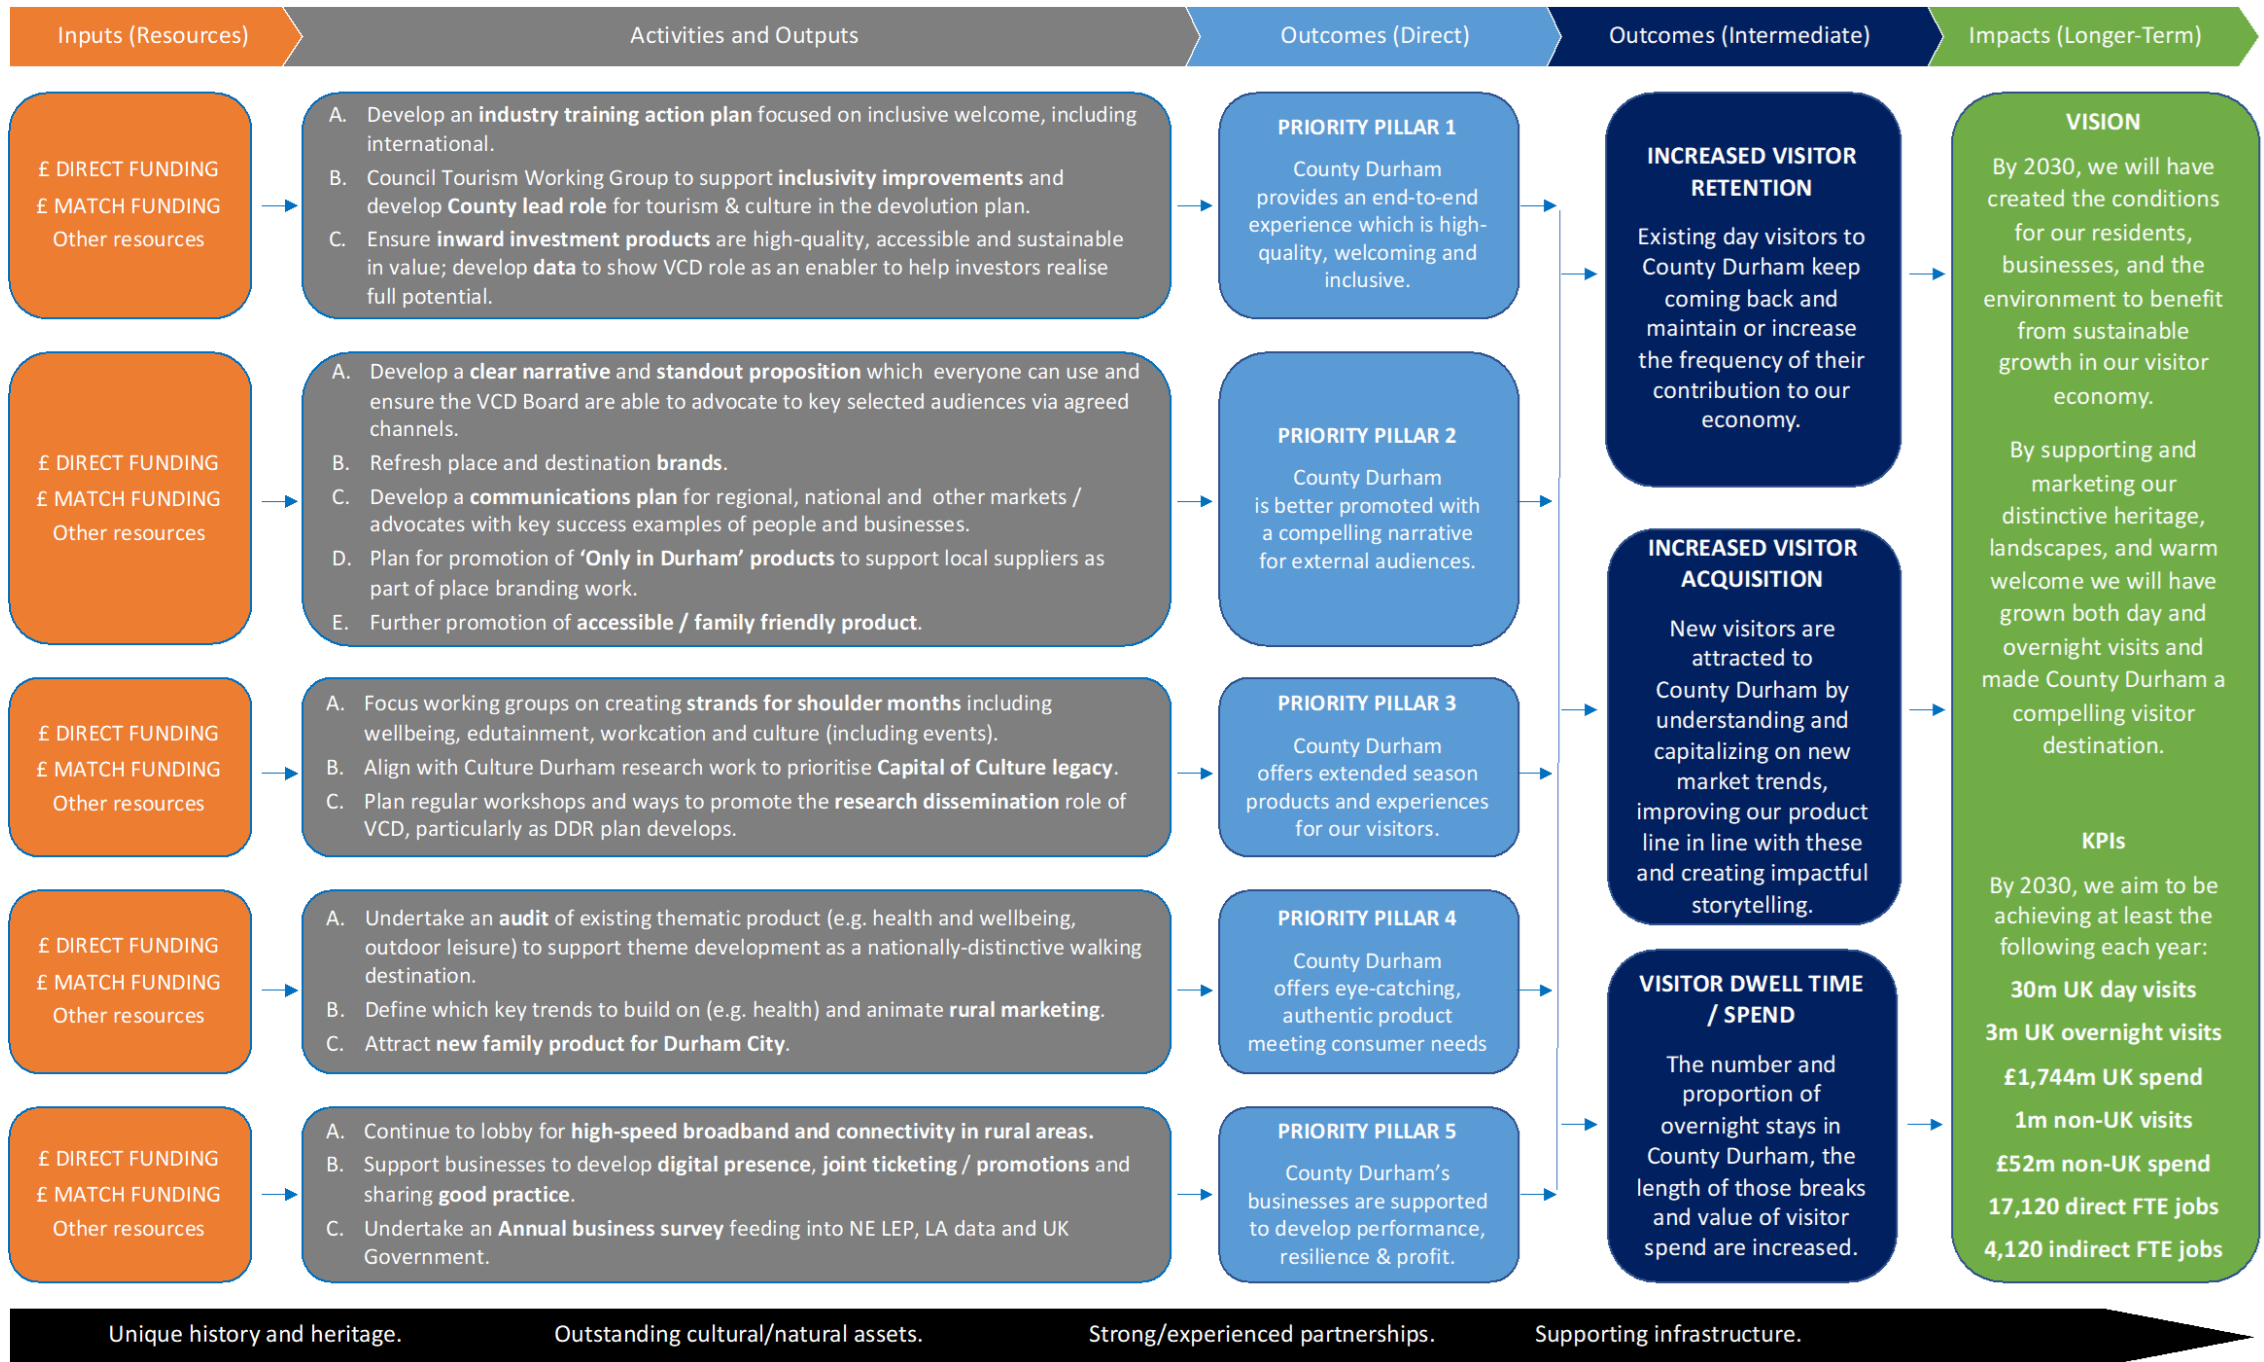 Inputs (Resources)
Activities and Outputs
Outcomes (Direct)
Outcomes (Intermediate)
Impacts (Longer-Term)
£ DIRECT FUNDING
£ MATCH FUNDING
Other resources
A. Develop an industry training action plan focused on inclusive welcome, including
international.
B. Council Tourism Working Group to support inclusivity improvements and
develop County lead role for tourism & culture in the devolution plan.
C. Ensure inward investment products are high-quality, accessible and sustainable
in value; develop data to show VCD role as an enabler to help investors realise
full potential.
PRIORITY PILLAR 1
County Durham
provides an end-to-end
experience which is high-
quality, welcoming and
inclusive.
£ DIRECT FUNDING
£ MATCH FUNDING
Other resources
A. Develop a clear narrative and standout proposition which everyone can use and
ensure the VCD Board are able to advocate to key selected audiences via agreed
channels.
B. Refresh place and destination brands.
C. Develop a communications plan for regional, national and other markets /
advocates with key success examples of people and businesses.
D. Plan for promotion of ‘Only in Durham’ products to support local suppliers as
part of place branding work.
E. Further promotion of accessible / family friendly product.
PRIORITY PILLAR 2
County Durham
is better promoted with
a compelling narrative
for external audiences.
£ DIRECT FUNDING
£ MATCH FUNDING
Other resources
A. Focus working groups on creating strands for shoulder months including
wellbeing, edutainment, workcation and culture (including events).
B. Align with Culture Durham research work to prioritise Capital of Culture legacy.
C. Plan regular workshops and ways to promote the research dissemination role of
VCD, particularly as DDR plan develops.
PRIORITY PILLAR 3
County Durham
offers extended season
products and experiences
for our visitors.
£ DIRECT FUNDING
£ MATCH FUNDING
Other resources
A. Undertake an audit of existing thematic product (e.g. health and wellbeing,
outdoor leisure) to support theme development as a nationally-distinctive walking
destination.
B. Define which key trends to build on (e.g. health) and animate rural marketing.
C. Attract new family product for Durham City.
PRIORITY PILLAR 4
County Durham
offers eye-catching,
authentic product
meeting consumer needs
£ DIRECT FUNDING
£ MATCH FUNDING
Other resources
A. Continue to lobby for high-speed broadband and connectivity in rural areas.
B. Support businesses to develop digital presence, joint ticketing / promotions and
sharing good practice.
C. Undertake an Annual business survey feeding into NE LEP, LA data and UK
Government.
PRIORITY PILLAR 5
County Durham’s
businesses are supported
to develop performance,
resilience & profit.
INCREASED VISITOR
RETENTION
Existing day visitors to
County Durham keep
coming back and
maintain or increase
the frequency of their
contribution to our
economy.
INCREASED VISITOR
ACQUISITION
New visitors are
attracted to
County Durham by
understanding and
capitalizing on new
market trends,
improving our product
line in line with these
and creating impactful
storytelling.
VISITOR DWELL TIME
/ SPEND
The number and
proportion of
overnight stays in
County Durham, the
length of those breaks
and value of visitor
spend are increased.
VISION
By 2030, we will have
created the conditions
for our residents,
businesses, and the
environment to benefit
from sustainable
growth in our visitor
economy.
By supporting and
marketing our
distinctive heritage,
landscapes, and warm
welcome we will have
grown both day and
overnight visits and
made County Durham a
compelling visitor
destination.
KPIs
By 2030, we aim to be
achieving at least the
following each year:
30m UK day visits
3m UK overnight visits
£1,744m UK spend
1m non-UK visits
£52m non-UK spend
17,120 direct FTE jobs
4,120 indirect FTE jobs
Unique history and heritage.
Outstanding cultural/natural assets.
Strong/experienced partnerships.
Supporting infrastructure.